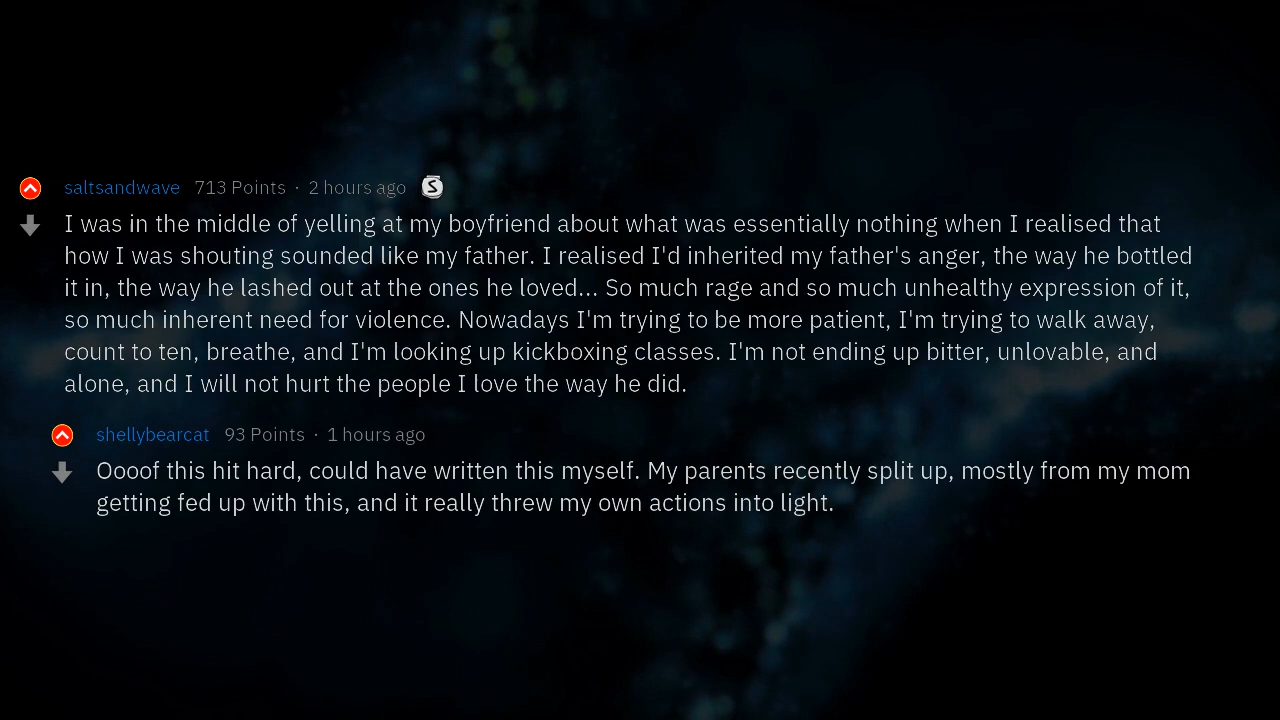 saltsandwave 713 Points · 2 hours ago S
I was in the middle of yelling at my boyfriend about what was essentially nothing when I realised that
how I was shouting sounded like my father. I realised I'd inherited my father's anger, the way he bottled
it in, the way he lashed out at the ones he loved... So much rage and so much unhealthy expression of it,
so much inherent need for violence. Nowadays I'm trying to be more patient, I'm trying to walk away,
count to ten, breathe, and I'm looking up kickboxing classes. I'm not ending up bitter, unlovable, and
alone, and I will not hurt the people I love the way he did.
shellybearcat 93 Points · 1 hours ago
Oooof this hit hard, could have written this myself. My parents recently split up, mostly from my mom
getting fed up with this, and it really threw my own actions into light.